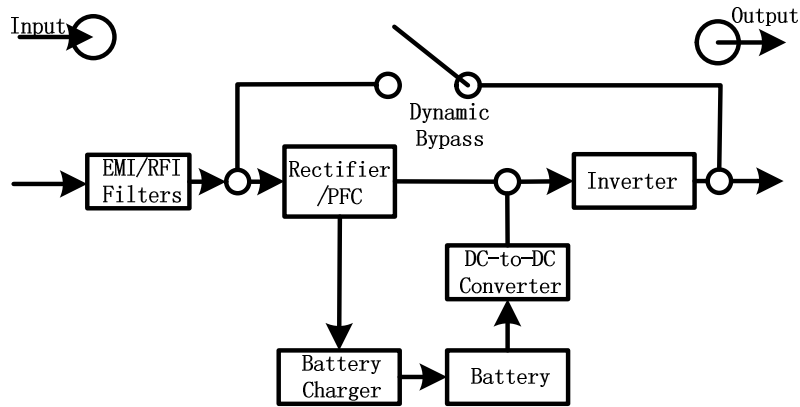 Input
Output
Dynamic
Bypass
EMI/RFI
Filters
Rectifier
/PFC
Inverter
DC-to-DC
Converter
Battery
Charger
Battery